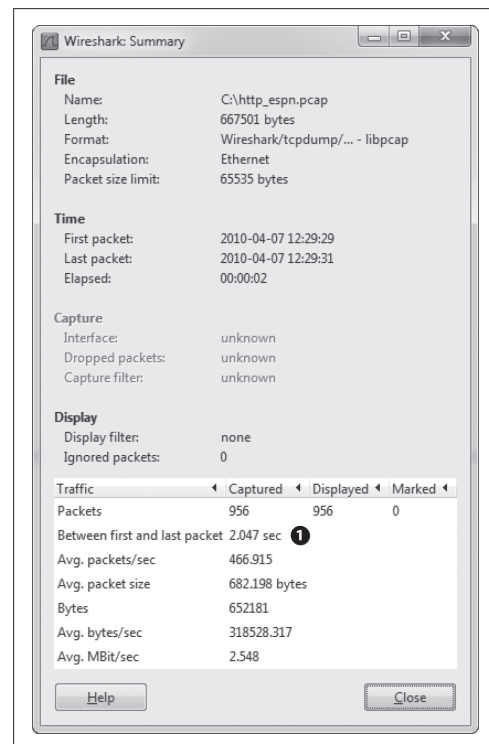 Wireshark: Summary
File
Name: C:\http_espn.pcap
Length: 667501 bytes
Format: Wireshark/tcpdump/... - libpcap
Encapsulation: Ethernet
Packet size limit: 65535 bytes
Time
First packet: 2010-04-07 12:29:29
Last packet: 2010-04-07 12:29:31
Elapsed: 00:00:02
Capture
Interface: unknown
Dropped packets: unknown
Capture filter: unknown
Display
Display filter: none
Ignored packets: 0
Traffic Captured Displayed Marked
Packets 956 956 0
Between first and last packet 2.047 sec 1
Avg. packets/sec 466.915
Avg. packet size 682.198 bytes
Bytes 652181
Avg. bytes/sec 318528.317
Avg. MBit/sec 2.548
Help Close